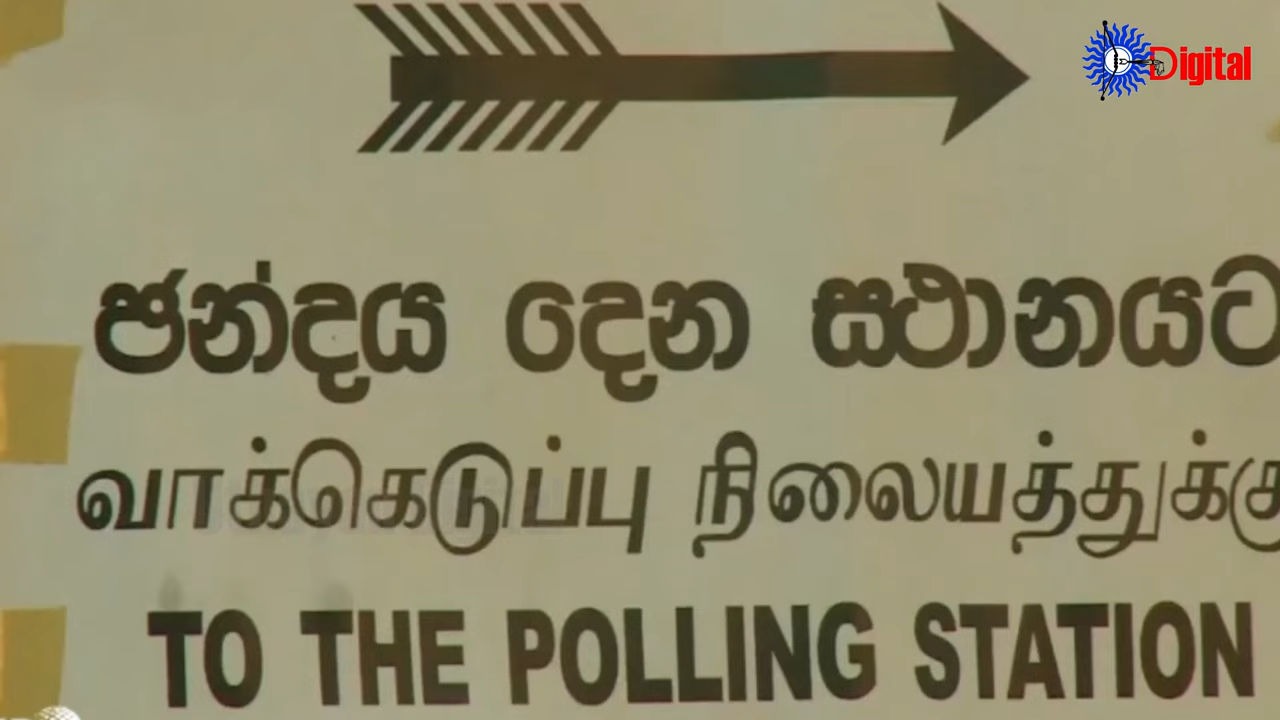 Digital
ඡන්දය දෙන ස්ථානයට
வாக்கெடுப்பு நிலையத்துக்கு
TO THE POLLING STATION